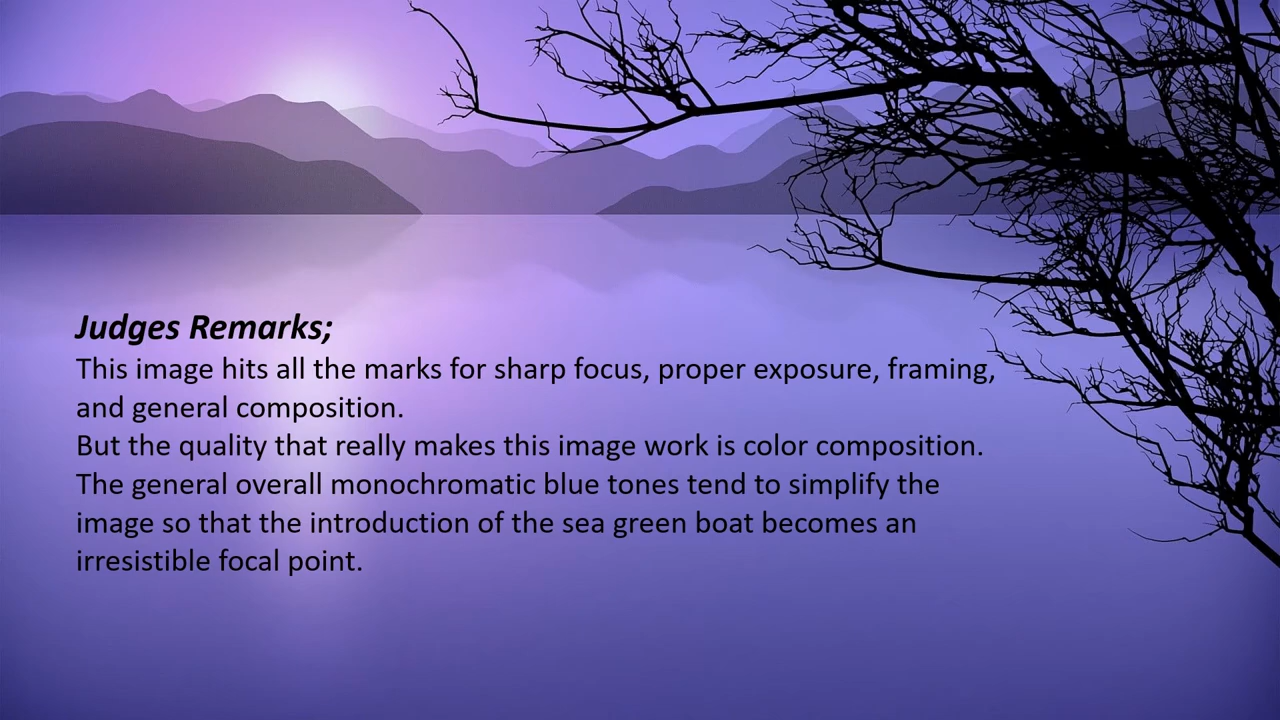 Judges Remarks;
This image hits all the marks for sharp focus, proper exposure, framing,
and general composition.
But the quality that really makes this image work is color composition.
The general overall monochromatic blue tones tend to simplify the
image so that the introduction of the sea green boat becomes an
irresistible focal point.